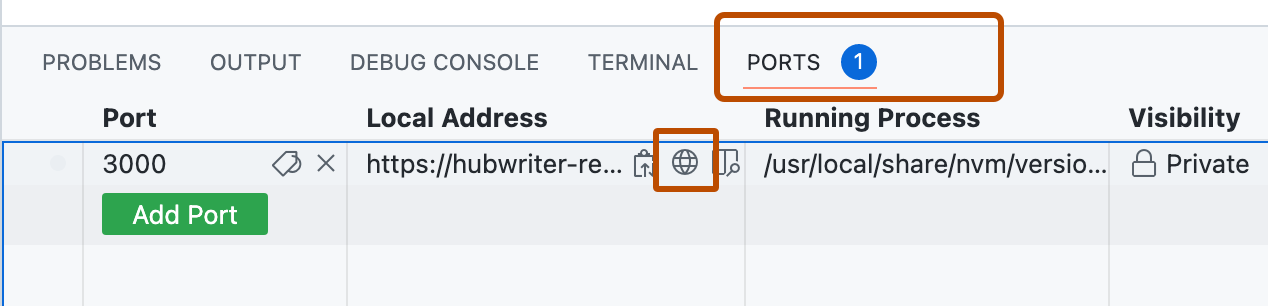 PROBLEMS OUTPUT DEBUG CONSOLE TERMINAL PORTS 1
Port Local Address Running Process Visibility
3000 https://hubwriter-re... /usr/local/share/nvm/versio... Private
Add Port